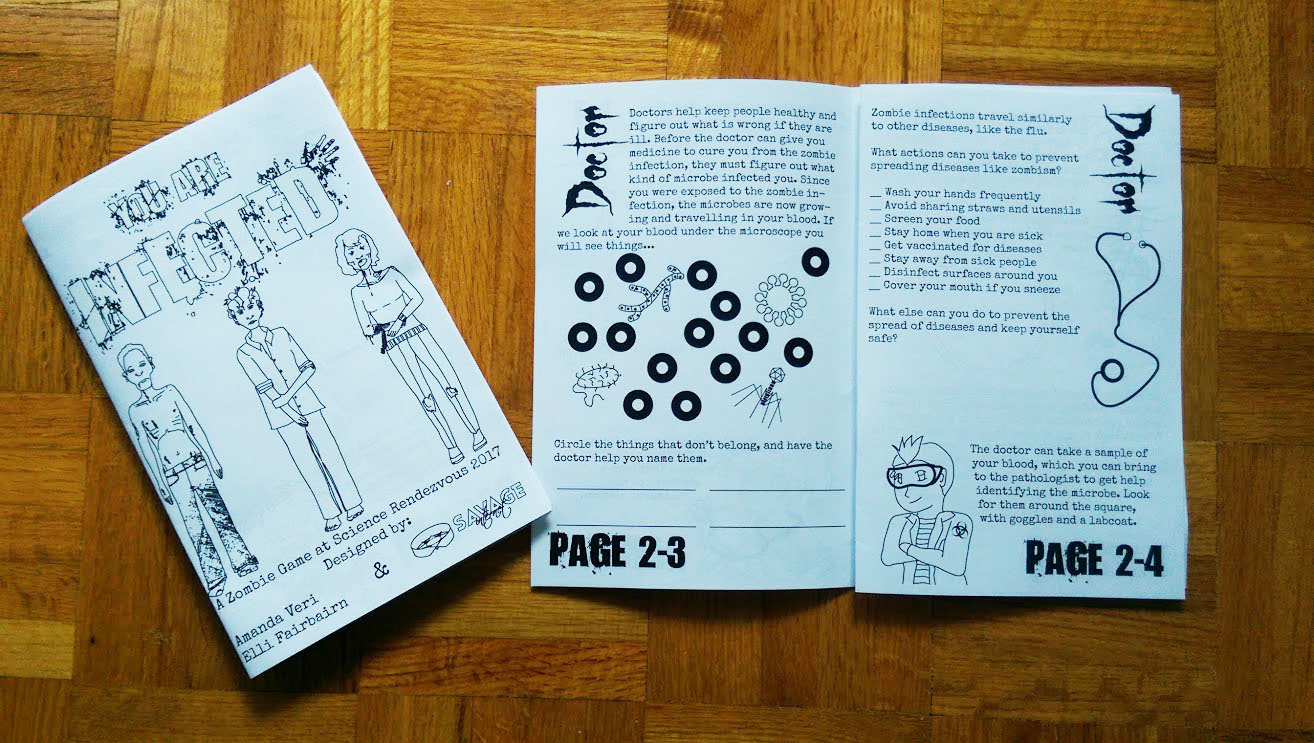 YOU ARE
INFECTED
A Zombie Game at Science Rendezvous 2017
Designed by:
SAVAGE
&
Amanda Veri
Elli Fairbairn
Doctor
Doctors help keep people healthy and
figure out what is wrong if they are
ill. Before the doctor can give you
medicine to cure you from the zombie
infection, they must figure out what
kind of microbe infected you. Since
you were exposed to the zombie in-
fection, the microbes are now grow-
ing and travelling in your blood. If
we look at your blood under the microscope you
will see things...
Circle the things that don't belong, and have the
doctor help you name them.
PAGE 2-3
Doctor
Zombie infections travel similarly
to other diseases, like the flu.
What actions can you take to prevent
spreading diseases like zombism?
__ Wash your hands frequently
__ Avoid sharing straws and utensils
__ Screen your food
__ Stay home when you are sick
__ Get vaccinated for diseases
__ Stay away from sick people
__ Disinfect surfaces around you
__ Cover your mouth if you sneeze
What else can you do to prevent the
spread of diseases and keep yourself
safe?
The doctor can take a sample of
your blood, which you can bring
to the pathologist to get help
identifying the microbe. Look
for them around the square,
with goggles and a labcoat.
PAGE 2-4